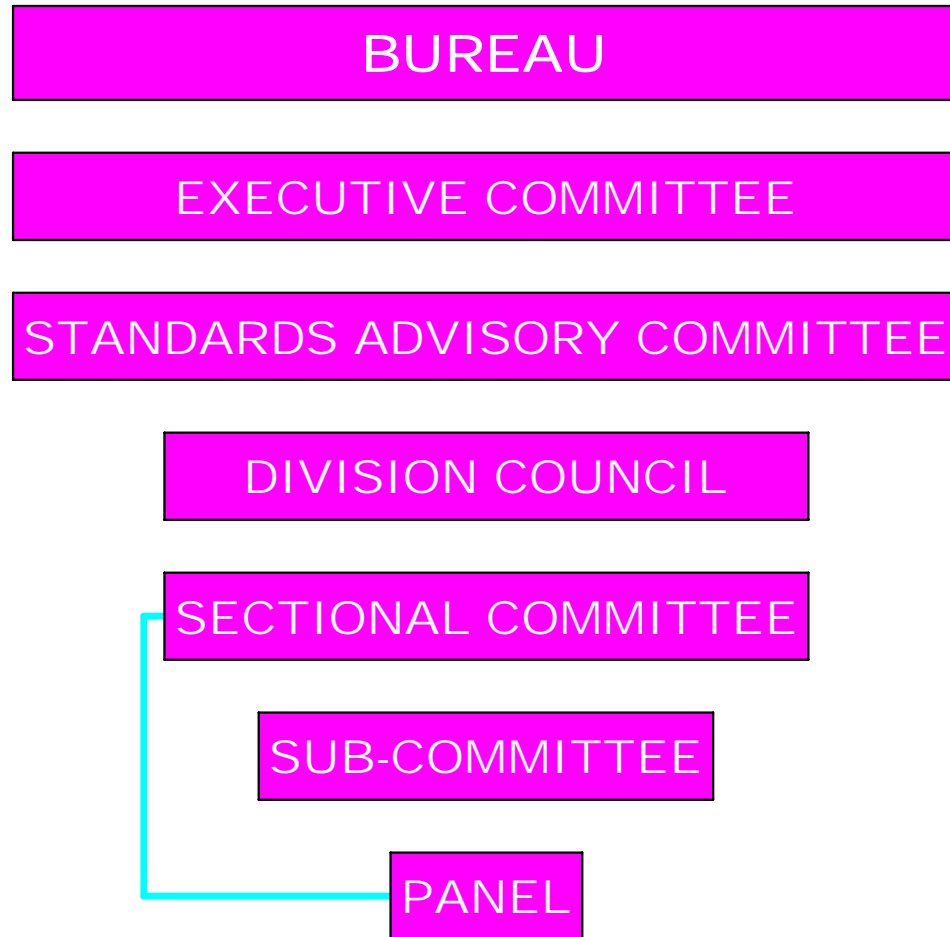 BUREAU
EXECUTIVE COMMITTEE
STANDARDS ADVISORY COMMITTEE
DIVISION COUNCIL
SECTIONAL COMMITTEE
SUB-COMMITTEE
PANEL